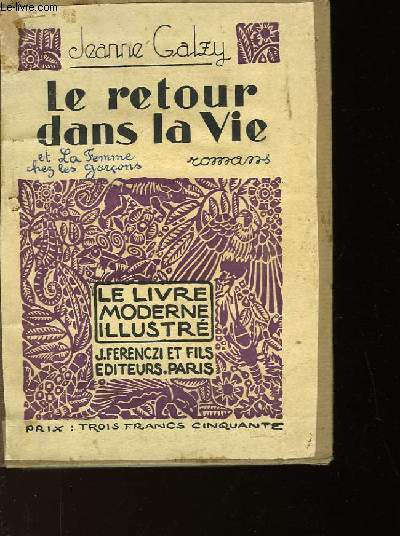 Le-livre.com
Jeanne Galzy
Le retour
dans la Vie
et La Femme
chez les garçons
romans
LE LIVRE
MODERNE
ILLUSTRÉ
J. FERENCZI ET FILS
EDITEURS. PARIS
PRIX : TROIS FRANCS CINQUANTE